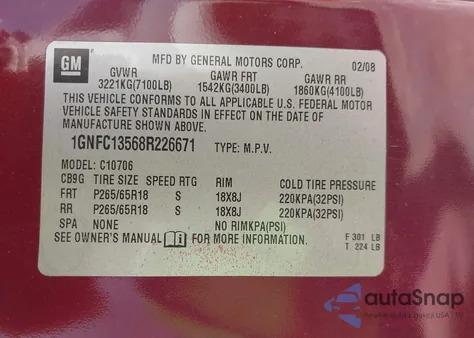 GM
MFD BY GENERAL MOTORS CORP. 02/08
GVWR GAWR FRT GAWR RR
3221KG(7100LB) 1542KG(3400LB) 1860KG(4100LB)
THIS VEHICLE CONFORMS TO ALL APPLICABLE U.S. FEDERAL MOTOR
VEHICLE SAFETY STANDARDS IN EFFECT ON THE DATE OF
MANUFACTURE SHOWN ABOVE.
1GNFC13568R226671 TYPE: M.P.V.
MODEL: C10706
CB9G TIRE SIZE SPEED RTG RIM COLD TIRE PRESSURE
FRT P265/65R18 S 18X8J 220KPA(32PSI)
RR P265/65R18 S 18X8J 220KPA(32PSI)
SPA NONE NO RIMKPA(PSI)
SEE OWNER'S MANUAL FOR MORE INFORMATION.
F 301 LB
T 224 LB
autoSnap